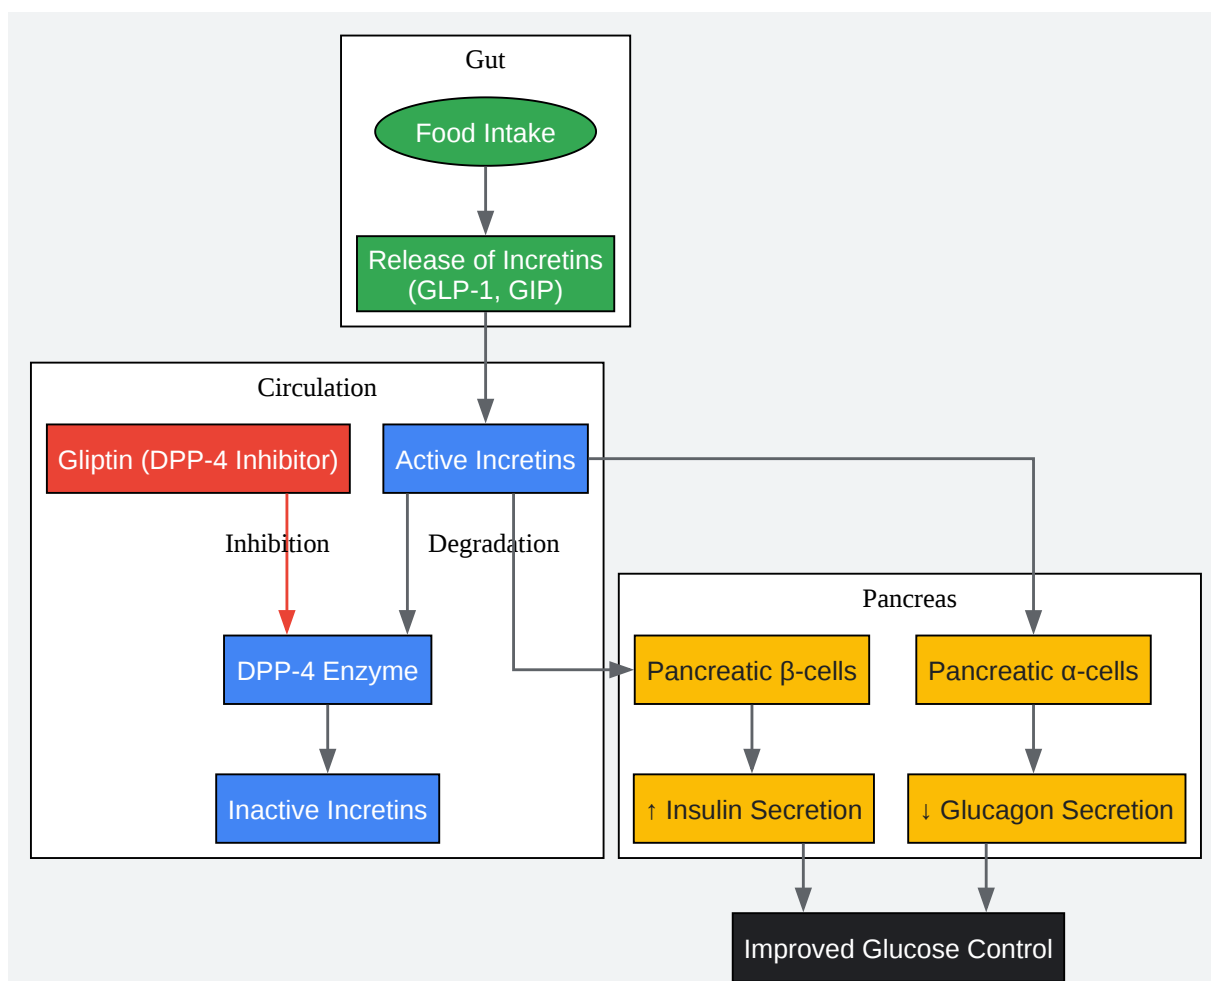 Gut
Food Intake
Release of Incretins
(GLP-1, GIP)
Circulation
Gliptin (DPP-4 Inhibitor)
Active Incretins
Inhibition
Degradation
DPP-4 Enzyme
Inactive Incretins
Pancreas
Pancreatic β-cells
Pancreatic α-cells
↑ Insulin Secretion
↓ Glucagon Secretion
Improved Glucose Control